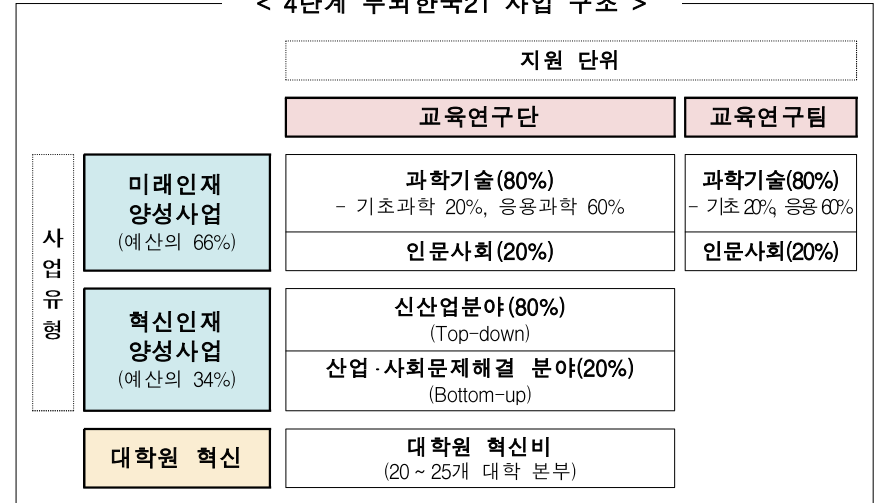 < 4단계 두뇌한국21 사업 구조 >
지원 단위
교육연구단
교육연구팀
사업유형
미래인재
양성사업
(예산의 66%)
과학기술(80%)
- 기초과학 20%, 응용과학 60%
인문사회(20%)
과학기술(80%)
- 기초 20%, 응용 60%
인문사회(20%)
혁신인재
양성사업
(예산의 34%)
신산업분야(80%)
(Top-down)
산업·사회문제해결 분야(20%)
(Bottom-up)
대학원 혁신
대학원 혁신비
(20 ~ 25개 대학 본부)